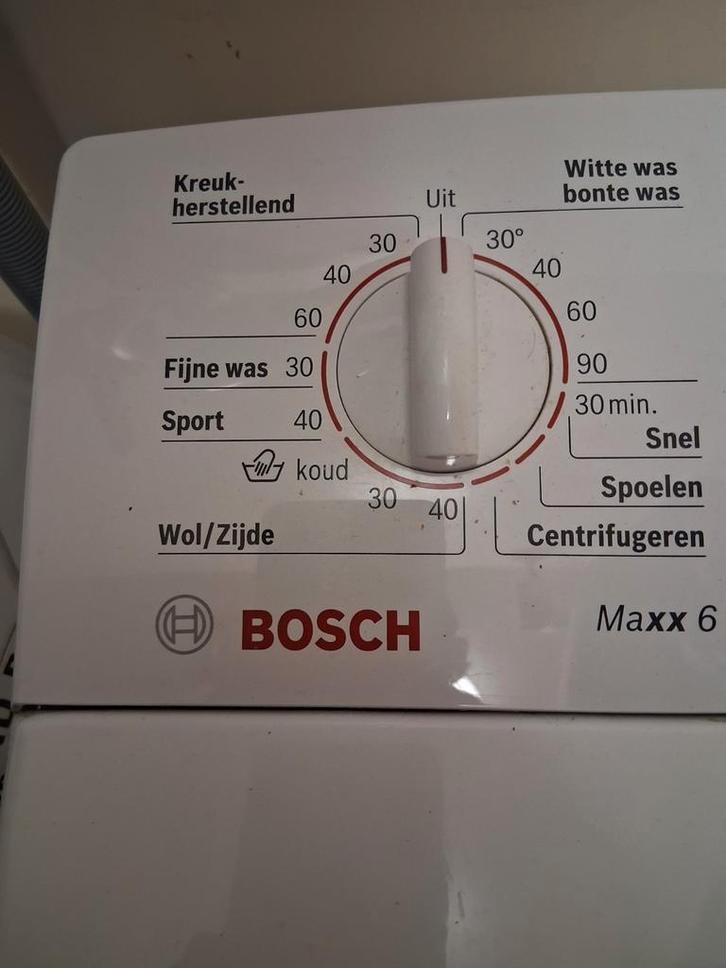 Kreuk-
herstellend
Uit
Witte was
bonte was
30
30°
40
40
60
60
Fijne was 30
90
30 min.
Sport 40
Snel
koud
Spoelen
30
40
Wol/Zijde
Centrifugeren
BOSCH
Maxx 6